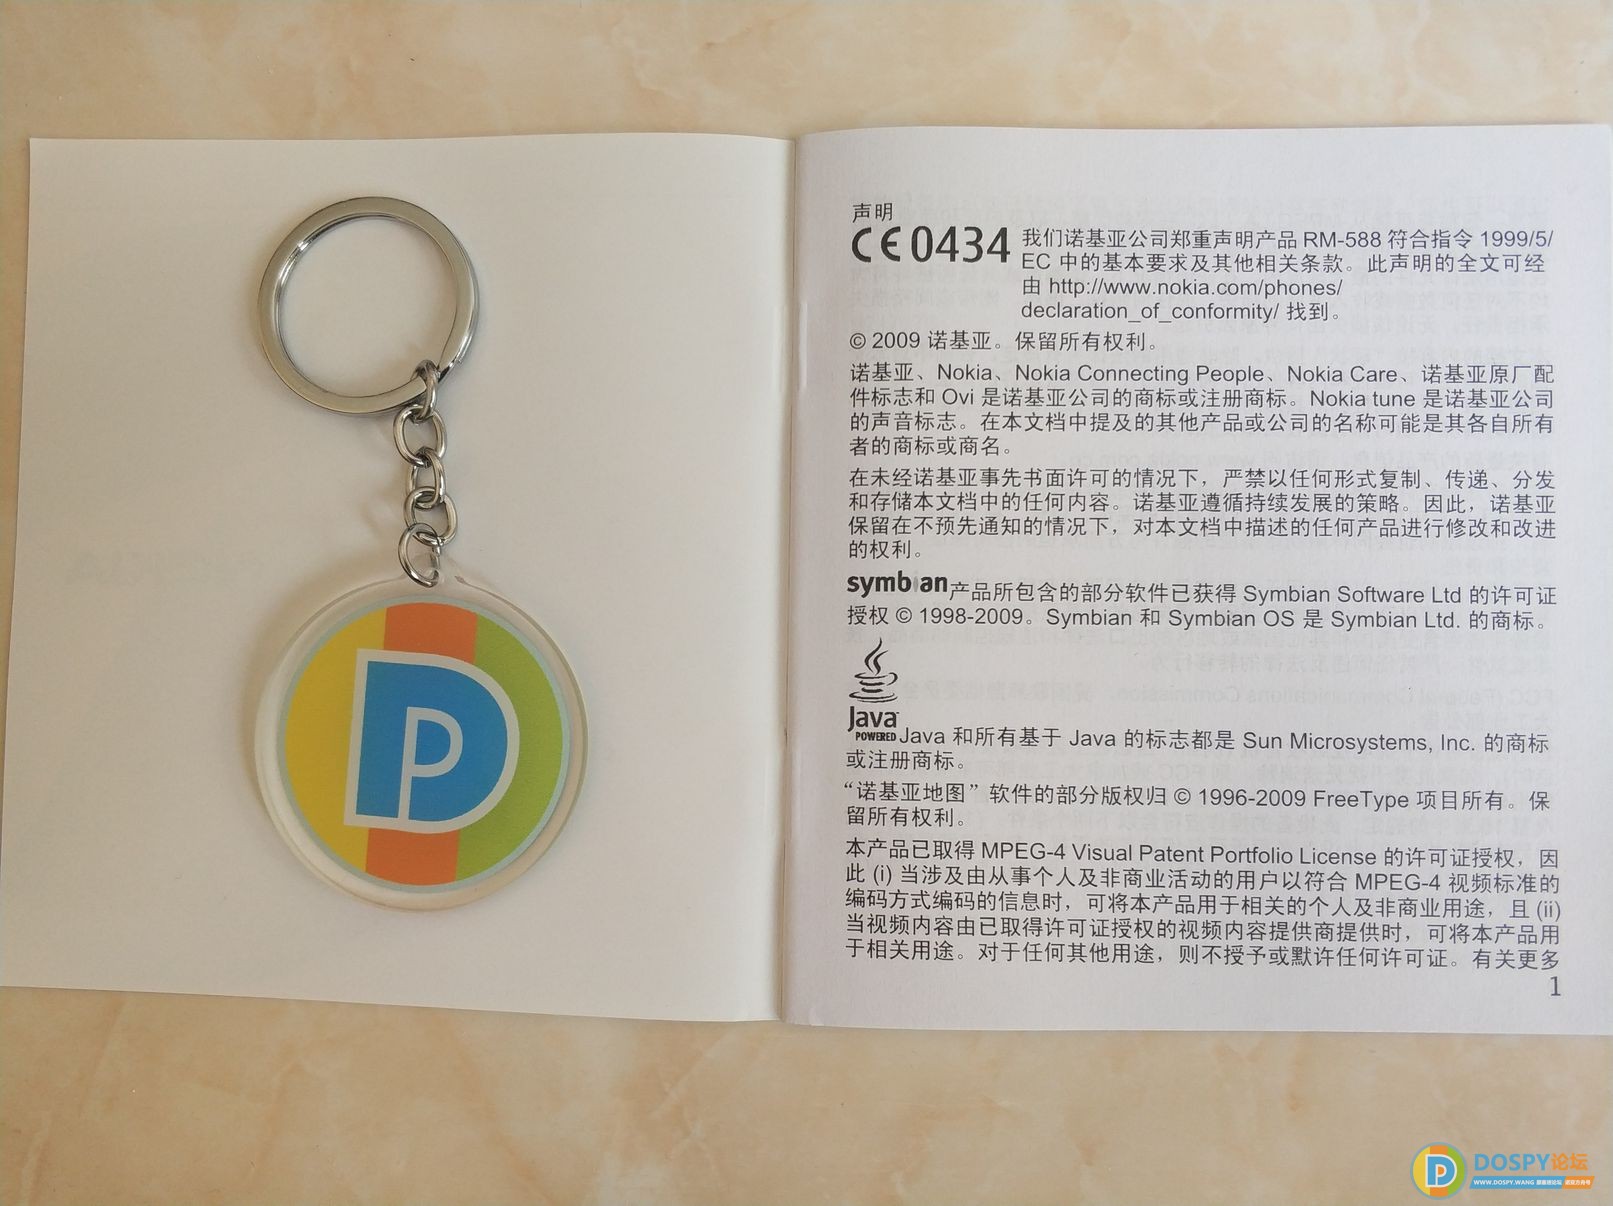 声明
CE0434 我们诺基亚公司郑重声明产品 RM-588 符合指令 1999/5/
EC 中的基本要求及其他相关条款。此声明的全文可经
由 http://www.nokia.com/phones/
declaration_of_conformity/ 找到。
© 2009 诺基亚。保留所有权利。
诺基亚、Nokia、Nokia Connecting People、Nokia Care、诺基亚原厂配
件标志和 Ovi 是诺基亚公司的商标或注册商标。Nokia tune 是诺基亚公司
的声音标志。在本文档中提及的其他产品或公司的名称可能是其各自所有
者的商标或商名。
在未经诺基亚事先书面许可的情况下，严禁以任何形式复制、传递、分发
和存储本文档中的任何内容。诺基亚遵循持续发展的策略。因此，诺基亚
保留在不预先通知的情况下，对本文档中描述的任何产品进行修改和改进
的权利。
symbian产品所包含的部分软件已获得 Symbian Software Ltd 的许可证
授权 © 1998-2009。Symbian 和 Symbian OS 是 Symbian Ltd. 的商标。
Java
POWERED Java 和所有基于 Java 的标志都是 Sun Microsystems, Inc. 的商标
或注册商标。
“诺基亚地图”软件的部分版权归 © 1996-2009 FreeType 项目所有。保
留所有权利。
本产品已取得 MPEG-4 Visual Patent Portfolio License 的许可证授权，因
此 (i) 当涉及由从事个人及非商业活动的用户以符合 MPEG-4 视频标准的
编码方式编码的信息时，可将本产品用于相关的个人及非商业用途，且 (ii)
当视频内容由已取得许可证授权的视频内容提供商提供时，可将本产品用
于相关用途。对于任何其他用途，则不授予或默许任何许可证。有关更多
1
DP
DOSPY论坛
WWW.DOSPY.WANG